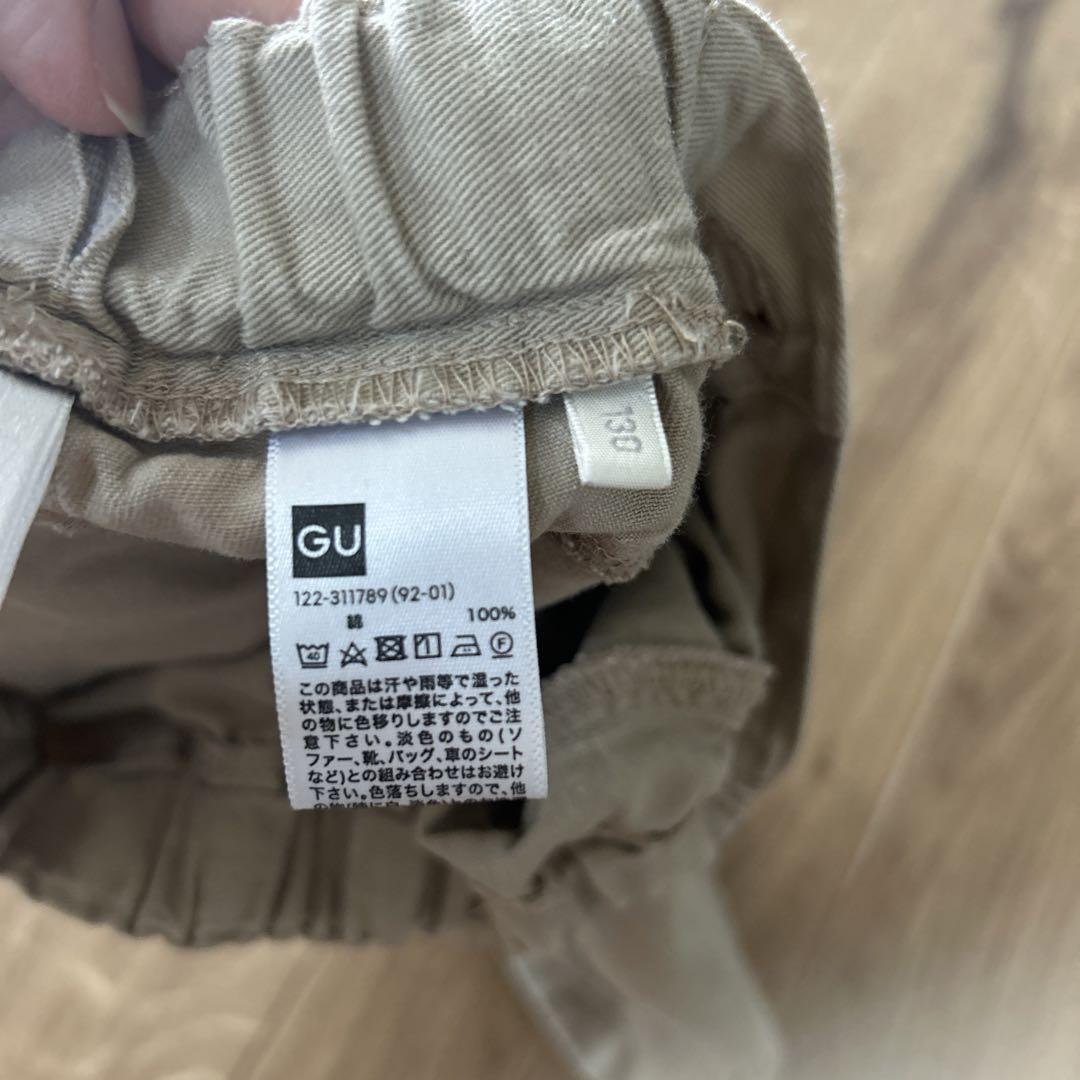 130
GU
122-311789(92-01)
綿 100%
40 F
この商品は汗や雨等で湿った
状態、または摩擦によって、他
の物に色移りしますのでご注
意下さい。淡色のもの(ソ
ファー、靴、バッグ、車のシート
など)との組み合わせはお避け
下さい。色落ちしますので、他